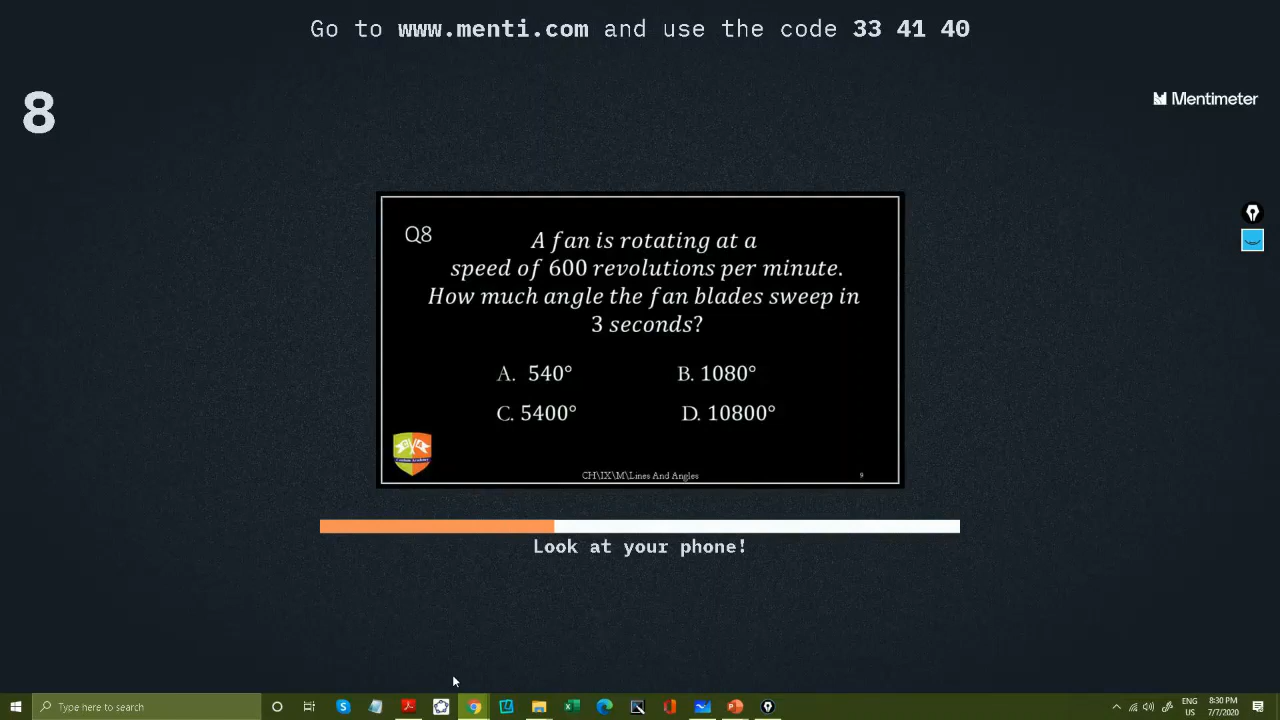 Go to www.menti.com and use the code 33 41 40
8
Mentimeter
Q8
A fan is rotating at a
speed of 600 revolutions per minute.
How much angle the fan blades sweep in
3 seconds?
A. 540°
B. 1080°
C. 5400°
D. 10800°
CH\IX\M\Lines And Angles
9
Look at your phone!
Type here to search
ENG
US
8:30 PM
7/7/2020